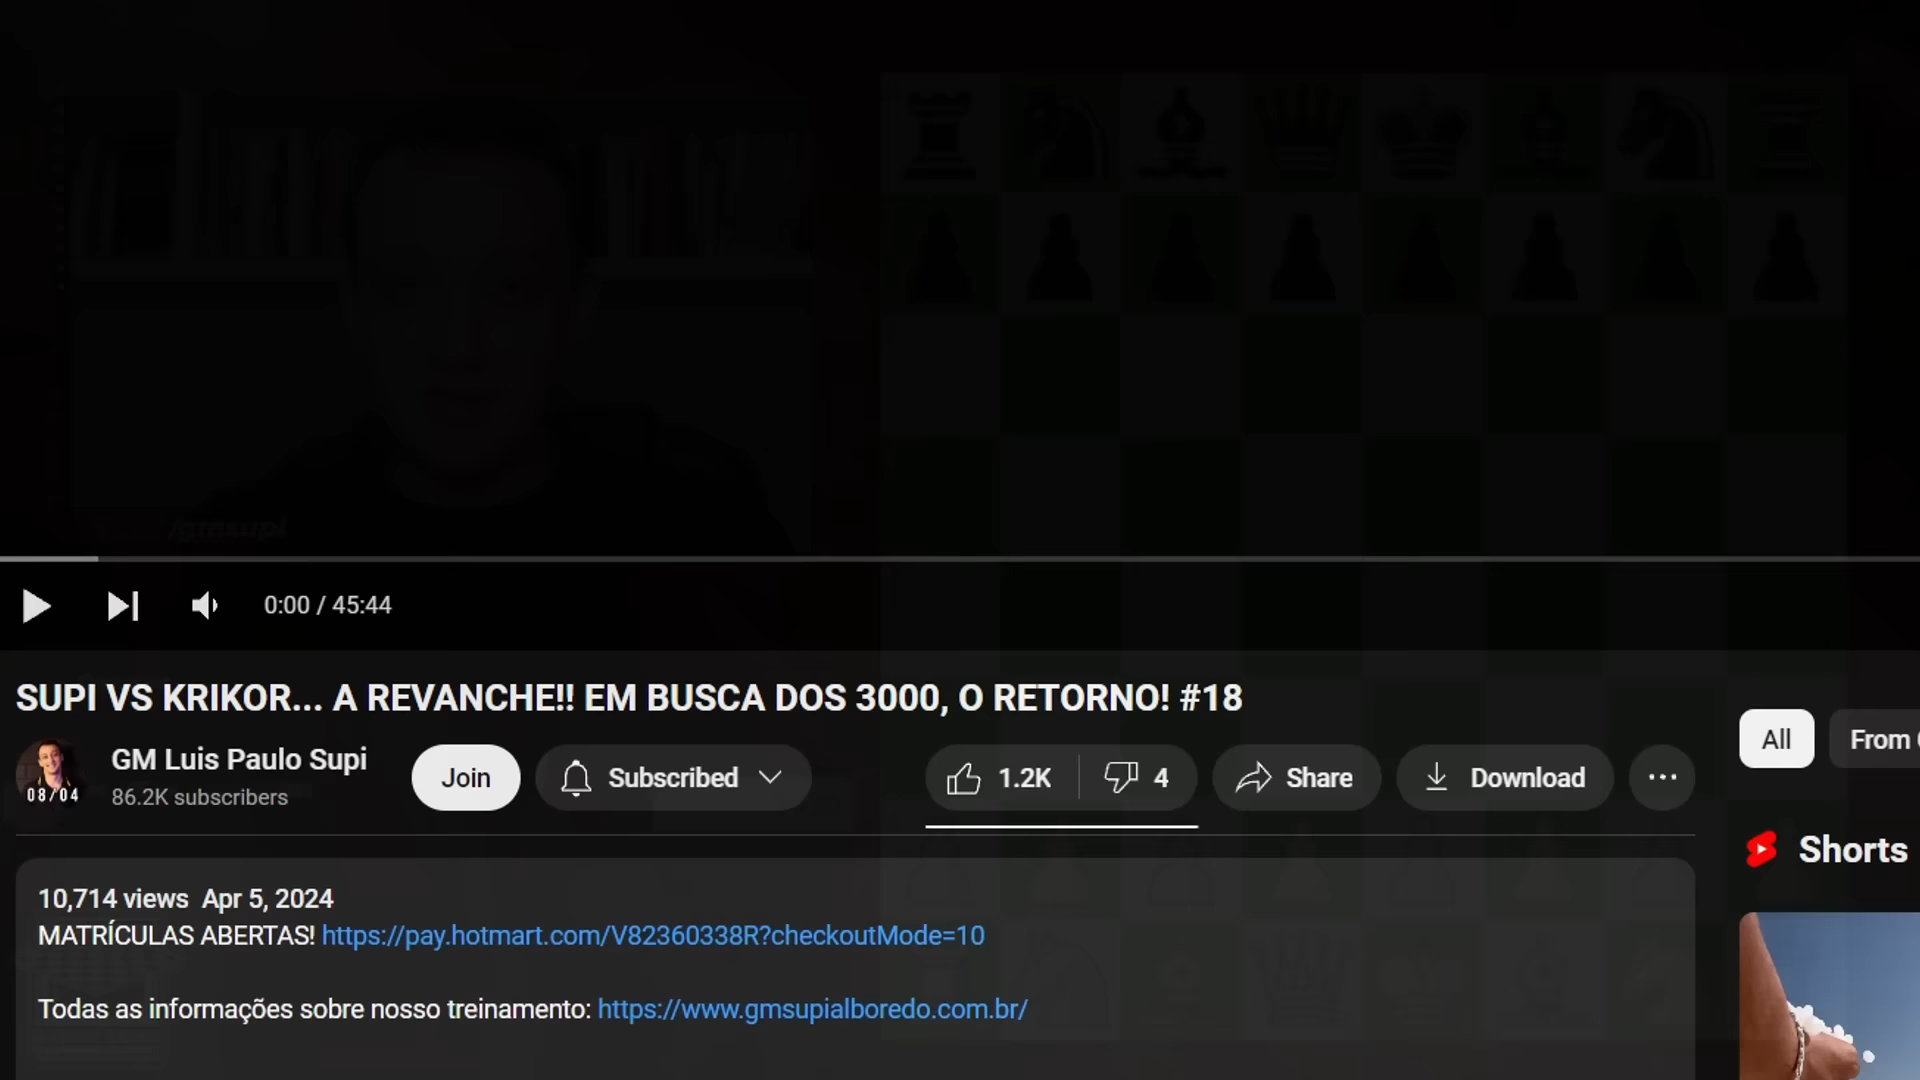 /gmsupi
0:00 / 45:44
SUPI VS KRIKOR... A REVANCHE!! EM BUSCA DOS 3000, O RETORNO! #18
GM Luis Paulo Supi
86.2K subscribers
08/04
Join
Subscribed
1.2K
4
Share
Download
All
From
Shorts
10,714 views Apr 5, 2024
MATRÍCULAS ABERTAS! https://pay.hotmart.com/V82360338R?checkoutMode=10
Todas as informações sobre nosso treinamento: https://www.gmsupialboredo.com.br/